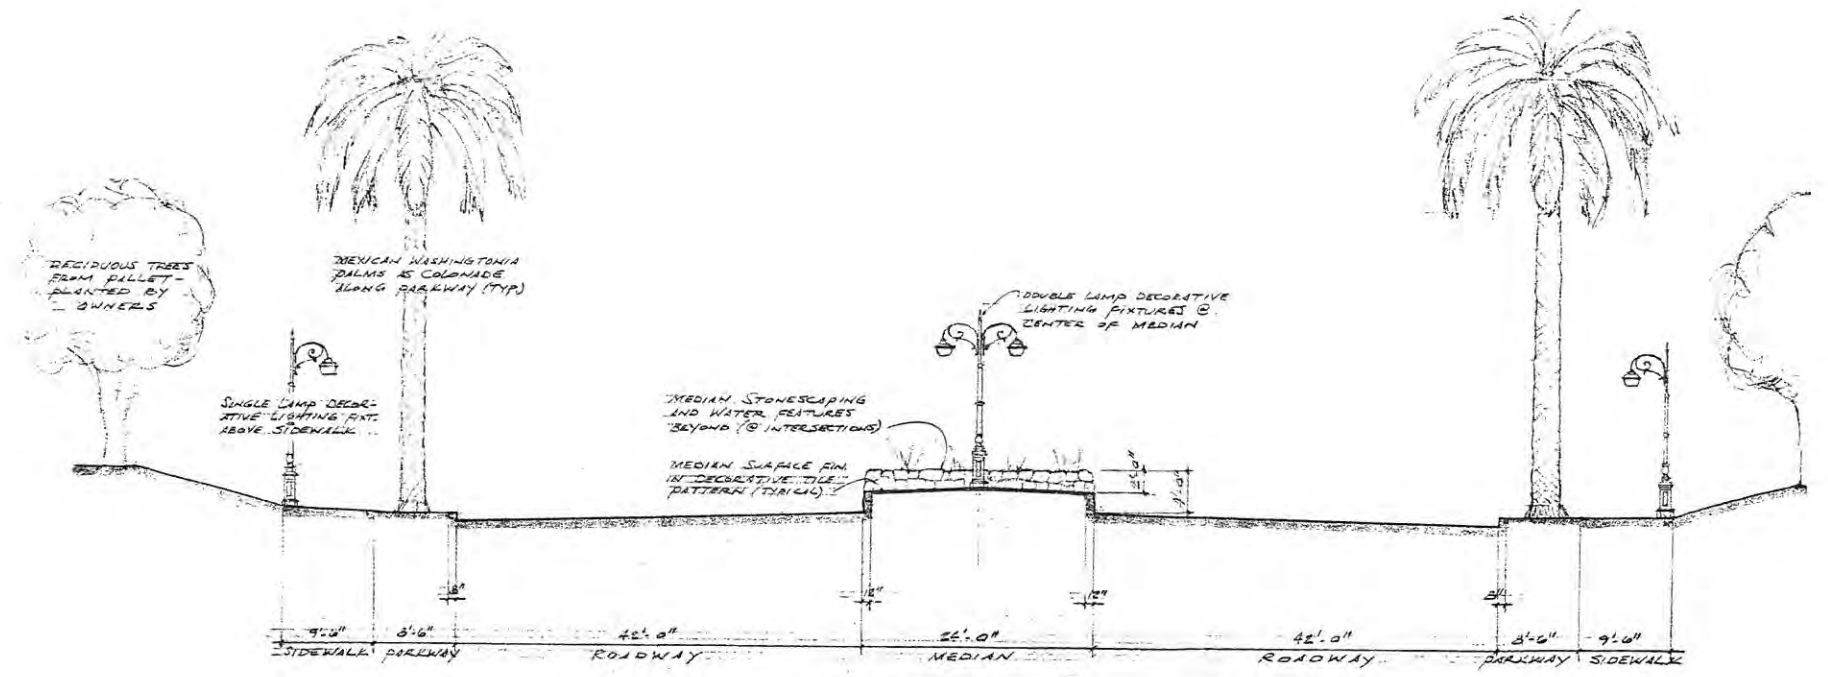 DECIDUOUS TREES
FROM PALLET -
PLANTED BY
OWNERS
MEXICAN WASHINGTONIA
PALMS AS COLONADE
ALONG PARKWAY (TYP)
DOUBLE LAMP DECORATIVE
LIGHTING FIXTURES @
CENTER OF MEDIAN
SINGLE LAMP DECOR-
ATIVE LIGHTING FIXT.
ABOVE SIDEWALK
MEDIAN STONESCAPING
AND WATER FEATURES
BEYOND (@ INTERSECTIONS)
MEDIAN SURFACE FIN.
IN DECORATIVE TILE
PATTERN (TYPICAL)
8"
12"
12"
8"
9'-6"
8'-6"
42'-0"
24'-0"
42'-0"
8'-6"
9'-6"
SIDEWALK
PARKWAY
ROADWAY
MEDIAN
ROADWAY
PARKWAY
SIDEWALK